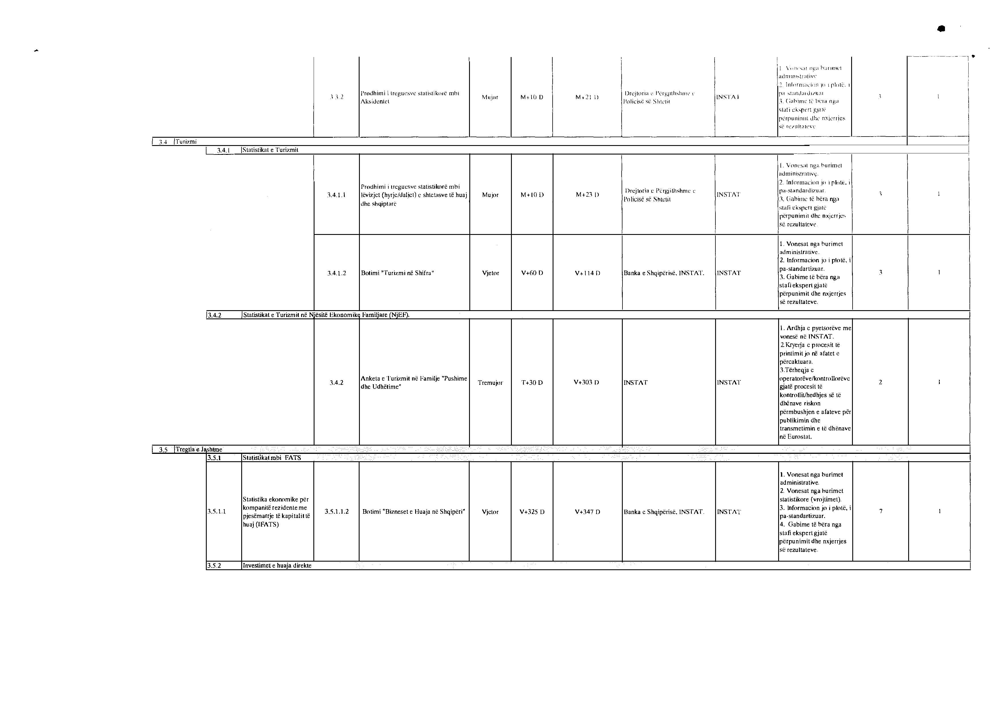 3.3.2
Prodhimi i treguesve statistikorë mbi
Aksidentet
Mujor
M+10 D
M+21 D
Drejtoria e Përgjithshme e
Policisë së Shtetit
INSTAT
1. Vonesat nga burimet
administrative
2. Informacion jo i plotë, i
pa standardizuar
3. Gabime të bëra nga
stafi ekspert gjatë
përpunimit dhe nxjerrjes
së rezultateve
3
1
3.4 Turizmi
3.4.1 Statistikat e Turizmit
3.4.1.1
Prodhimi i treguesve statistikorë mbi
lëvizjet (hyrje/daljet) e shtetasve të huaj
dhe shqiptarë
Mujor
M+10 D
M+23 D
Drejtoria e Përgjithshme e
Policisë së Shtetit
INSTAT
1. Vonesat nga burimet
administrative.
2. Informacion jo i plotë, i
pa-standardizuar.
3. Gabime të bëra nga
stafi ekspert gjatë
përpunimit dhe nxjerrjes
së rezultateve.
3
1
3.4.1.2
Botimi "Turizmi në Shifra"
Vjetor
V+60 D
V+114 D
Banka e Shqipërisë, INSTAT.
INSTAT
1. Vonesat nga burimet
administrative.
2. Informacion jo i plotë, i
pa-standartizuar.
3. Gabime të bëra nga
stafi ekspert gjatë
përpunimit dhe nxjerrjes
së rezultateve.
3
1
3.4.2 Statistikat e Turizmit në Njësitë Ekonomike Familjare (NjEF).
3.4.2
Anketa e Turizmit në Familje "Pushime
dhe Udhëtime"
Tremujor
T+30 D
V+303 D
INSTAT
INSTAT
1. Ardhja e pyetsorëve me
vonesë në INSTAT.
2.Kryerja e procesit të
printimit jo në afatet e
përcaktuara.
3.Tërheqja e
operatorëve/kontrollorëve
gjatë procesit të
kontrollit/hedhjes së të
dhënave riskon
përmbushjen e afateve për
publikimin dhe
transmetimin e të dhënave
në Eurostat.
2
1
3.5 Tregtia e Jashtme
3.5.1 Statistikat mbi FATS
3.5.1.1
Statistika ekonomike për
kompanitë rezidente me
pjesëmarrje të kapitalit të
huaj (IFATS)
3.5.1.1.2
Botimi "Bizneset e Huaja në Shqipëri"
Vjetor
V+325 D
V+347 D
Banka e Shqipërisë, INSTAT.
INSTAT
1. Vonesat nga burimet
administrative.
2. Vonesat nga burimet
statistikore (vrojtimet).
3. Informacion jo i plotë, i
pa-standartizuar.
4. Gabime të bëra nga
stafi ekspert gjatë
përpunimit dhe nxjerrjes
së rezultateve.
7
1
3.5.2 Investimet e huaja direkte